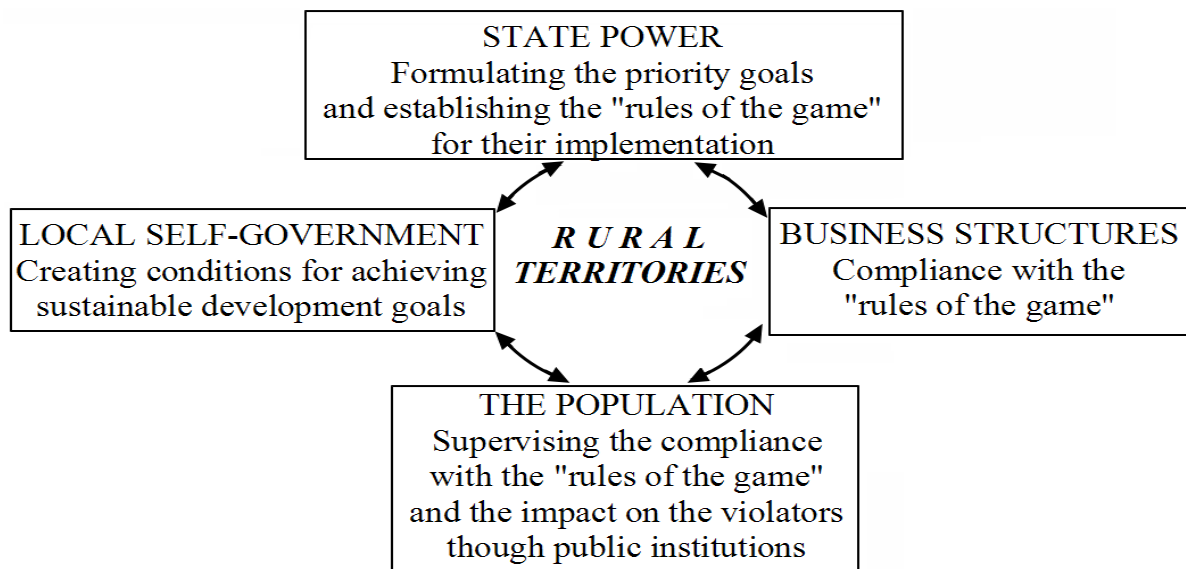 STATE POWER
Formulating the priority goals
and establishing the "rules of the game"
for their implementation
LOCAL SELF-GOVERNMENT
Creating conditions for achieving
sustainable development goals
R U R A L
TERRITORIES
BUSINESS STRUCTURES
Compliance with the
"rules of the game"
THE POPULATION
Supervising the compliance
with the "rules of the game"
and the impact on the violators
though public institutions